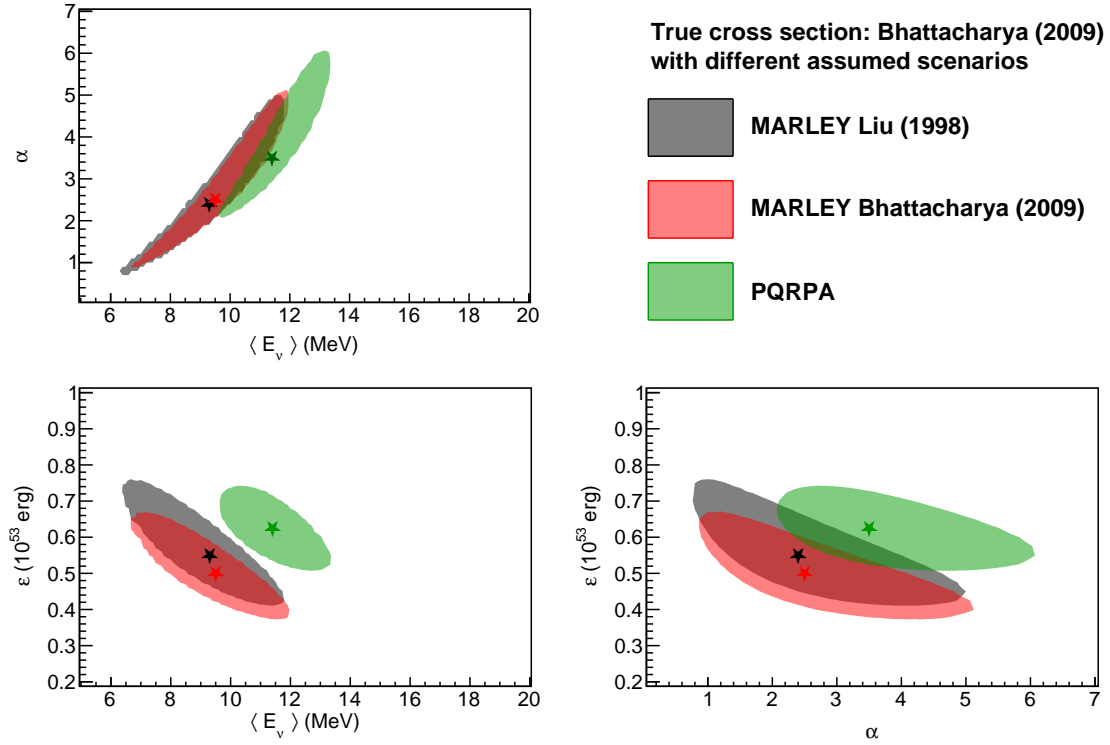 True cross section: Bhattacharya (2009)
with different assumed scenarios
MARLEY Liu (1998)
MARLEY Bhattacharya (2009)
PQRPA
7
6
5
4
3
2
1
α
6 8 10 12 14 16 18 20
⟨ E_ν ⟩ (MeV)
1
0.9
0.8
0.7
0.6
0.5
0.4
0.3
0.2
ε (10^53 erg)
6 8 10 12 14 16 18 20
⟨ E_ν ⟩ (MeV)
1
0.9
0.8
0.7
0.6
0.5
0.4
0.3
0.2
ε (10^53 erg)
1 2 3 4 5 6 7
α